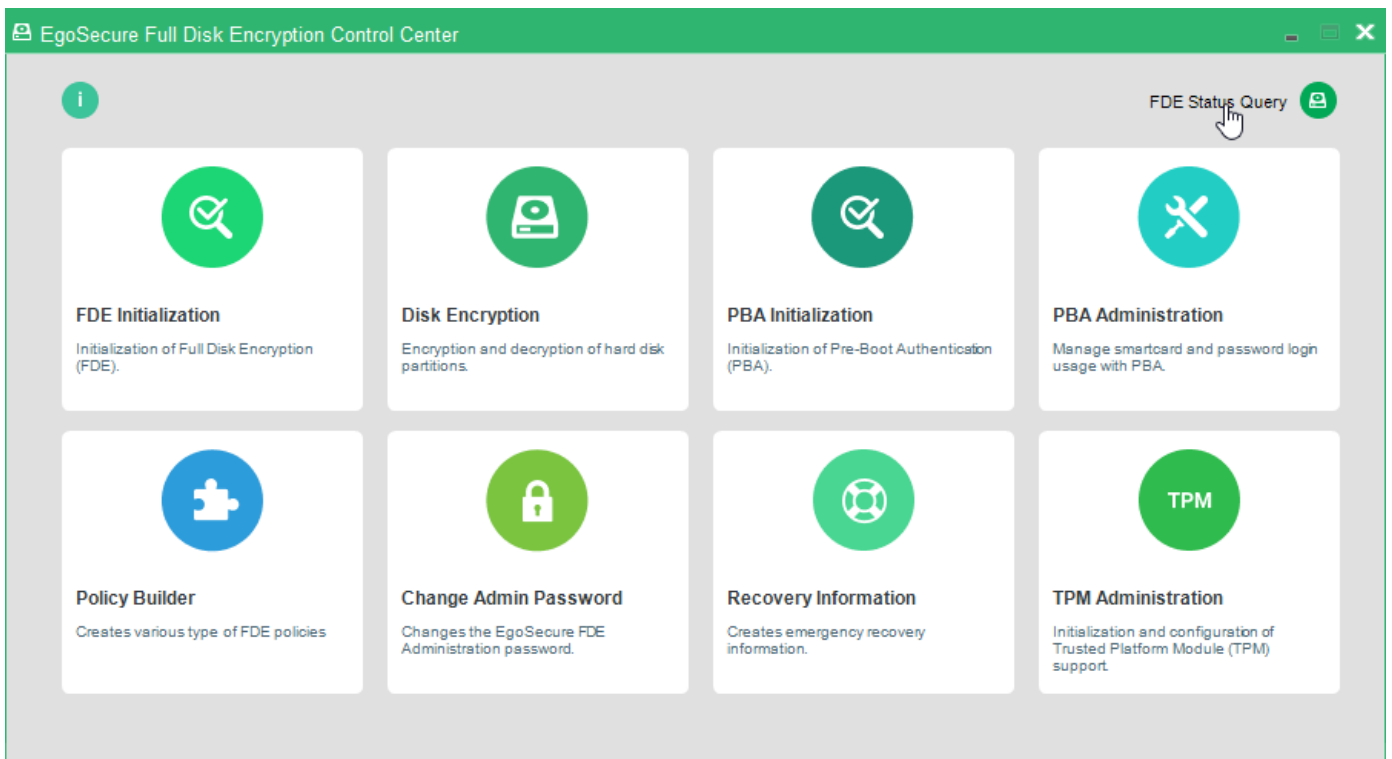 EgoSecure Full Disk Encryption Control Center
i
FDE Status Query
FDE Initialization
Initialization of Full Disk Encryption
(FDE).
Disk Encryption
Encryption and decryption of hard disk
partitions.
PBA Initialization
Initialization of Pre-Boot Authentication
(PBA).
PBA Administration
Manage smartcard and password login
usage with PBA.
Policy Builder
Creates various type of FDE policies
Change Admin Password
Changes the EgoSecure FDE
Administration password.
Recovery Information
Creates emergency recovery
information.
TPM
TPM Administration
Initialization and configuration of
Trusted Platform Module (TPM)
support.